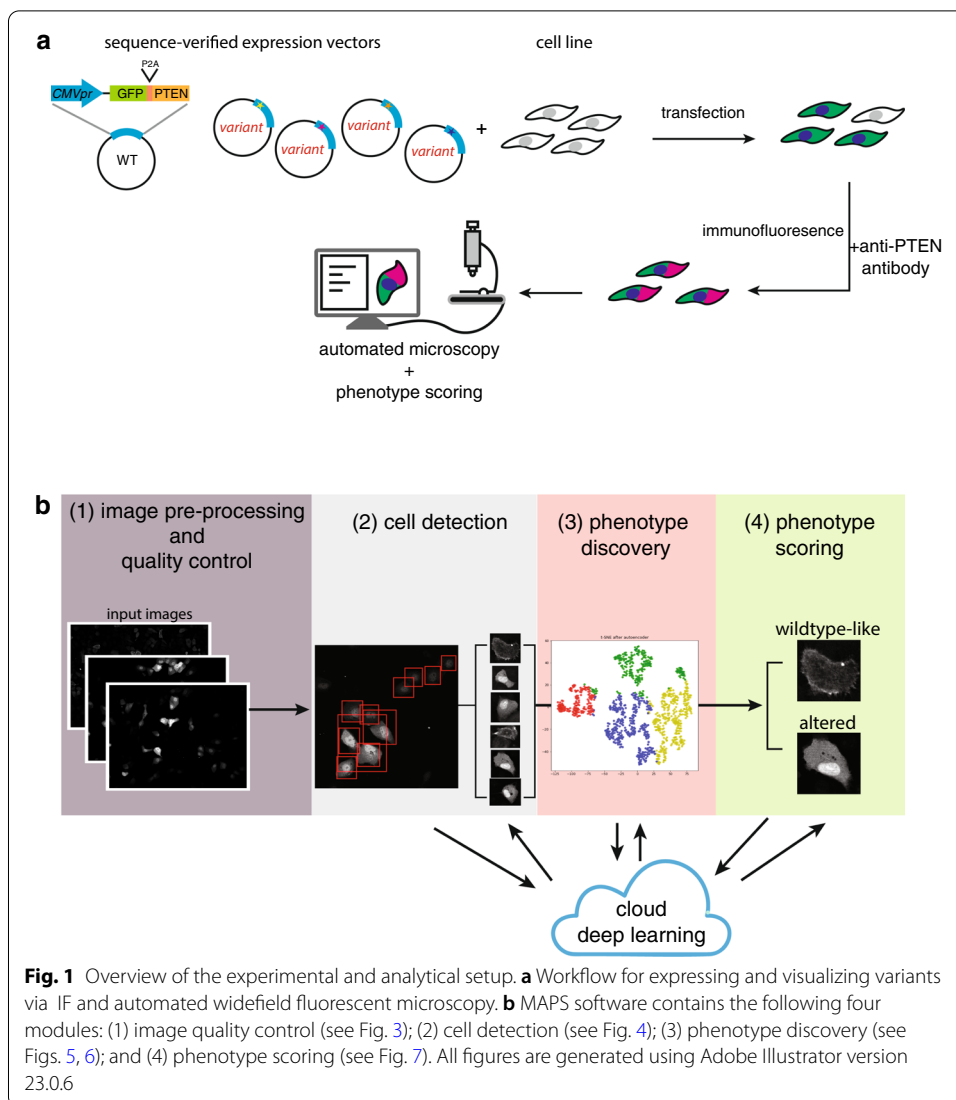 a
sequence-verified expression vectors
cell line
P2A
CMVpr GFP PTEN
WT
variant
variant
variant
variant
+
transfection
immunofluoresence
+anti-PTEN
antibody
automated microscopy
+
phenotype scoring
b
(1) image pre-processing
and
quality control
input images
(2) cell detection
(3) phenotype
discovery
t-SNE after autoencoder
(4) phenotype
scoring
wildtype-like
altered
cloud
deep learning
Fig. 1 Overview of the experimental and analytical setup. a Workflow for expressing and visualizing variants
via IF and automated widefield fluorescent microscopy. b MAPS software contains the following four
modules: (1) image quality control (see Fig. 3); (2) cell detection (see Fig. 4); (3) phenotype discovery (see
Figs. 5, 6); and (4) phenotype scoring (see Fig. 7). All figures are generated using Adobe Illustrator version
23.0.6